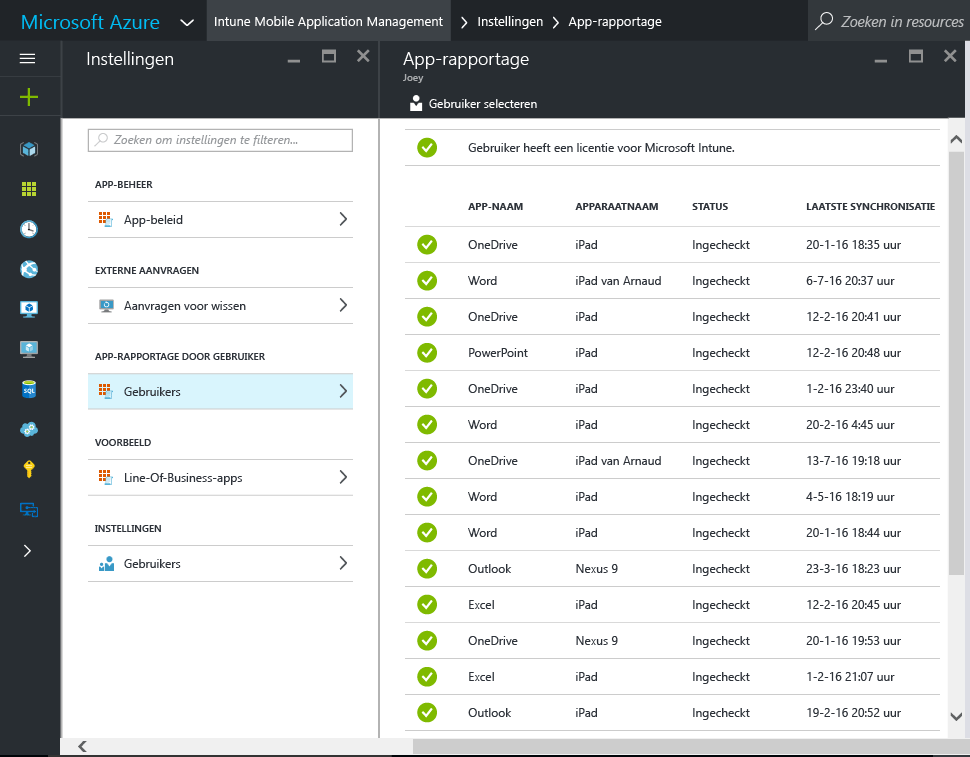 Microsoft Azure Intune Mobile Application Management Instellingen App-rapportage Zoeken in resources
Instellingen
Zoeken om instellingen te filteren...
APP-BEHEER
App-beleid
EXTERNE AANVRAGEN
Aanvragen voor wissen
APP-RAPPORTAGE DOOR GEBRUIKER
Gebruikers
VOORBEELD
Line-Of-Business-apps
INSTELLINGEN
Gebruikers
SQL
App-rapportage
Joey
Gebruiker selecteren
Gebruiker heeft een licentie voor Microsoft Intune.
APP-NAAM APPARAATNAAM STATUS LAATSTE SYNCHRONISATIE
OneDrive iPad Ingecheckt 20-1-16 18:35 uur
Word iPad van Arnaud Ingecheckt 6-7-16 20:37 uur
OneDrive iPad Ingecheckt 12-2-16 20:41 uur
PowerPoint iPad Ingecheckt 12-2-16 20:48 uur
OneDrive iPad Ingecheckt 1-2-16 23:40 uur
Word iPad Ingecheckt 20-2-16 4:45 uur
OneDrive iPad van Arnaud Ingecheckt 13-7-16 19:18 uur
Word iPad Ingecheckt 4-5-16 18:19 uur
Word iPad Ingecheckt 20-1-16 18:44 uur
Outlook Nexus 9 Ingecheckt 23-3-16 18:23 uur
Excel iPad Ingecheckt 12-2-16 20:45 uur
OneDrive Nexus 9 Ingecheckt 20-1-16 19:53 uur
Excel iPad Ingecheckt 1-2-16 21:07 uur
Outlook iPad Ingecheckt 19-2-16 20:52 uur